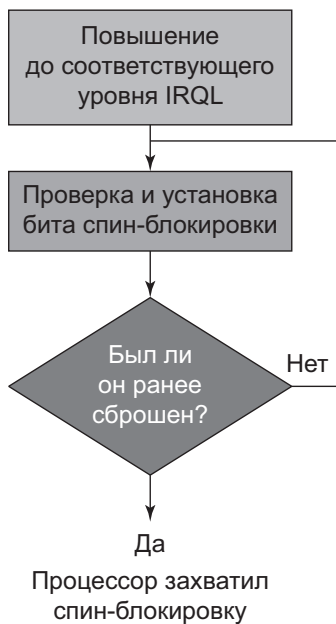 Повышение
до соответствующего
уровня IRQL
Проверка и установка
бита спин-блокировки
Был ли
он ранее
сброшен?
Нет
Да
Процессор захватил
спин-блокировку